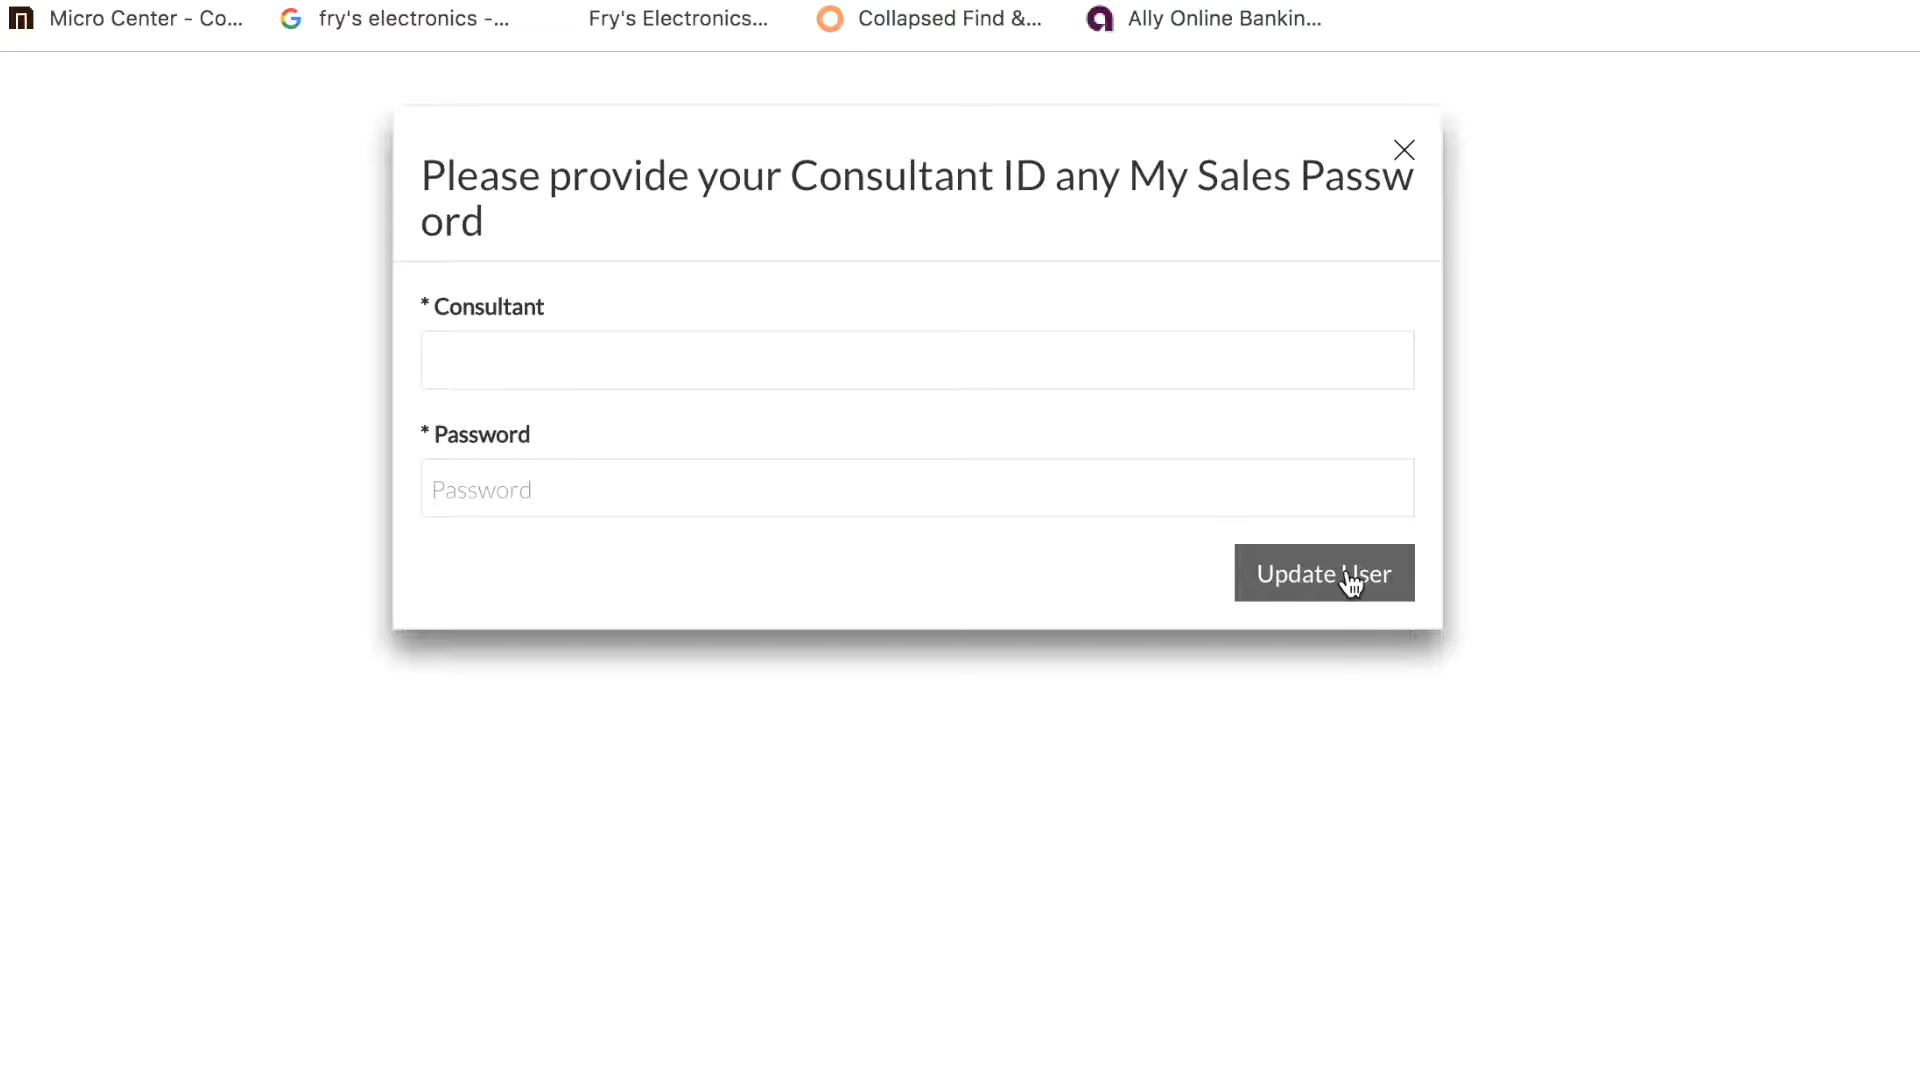 Micro Center - Co... fry's electronics -... Fry's Electronics... Collapsed Find &... Ally Online Bankin...
Please provide your Consultant ID any My Sales Passw
ord
* Consultant
* Password
Password
Update User